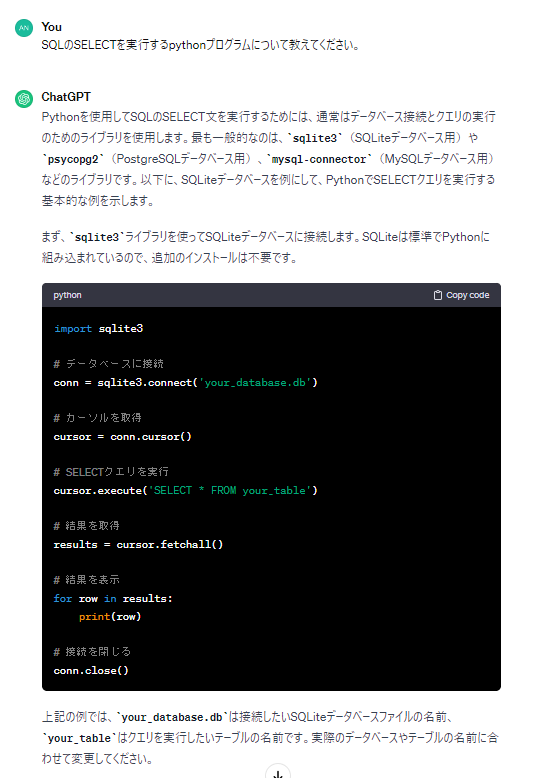 AN You
SQLのSELECTを実行するpythonプログラムについて教えてください。
ChatGPT
Pythonを使用してSQLのSELECT文を実行するためには、通常はデータベース接続とクエリの実行
のためのライブラリを使用します。最も一般的なのは、`sqlite3`（SQLiteデータベース用）や
`psycopg2`（PostgreSQLデータベース用）、`mysql-connector`（MySQLデータベース用）
などのライブラリです。以下に、SQLiteデータベースを例にして、PythonでSELECTクエリを実行する
基本的な例を示します。
まず、`sqlite3`ライブラリを使ってSQLiteデータベースに接続します。SQLiteは標準でPythonに
組み込まれているので、追加のインストールは不要です。
python Copy code
import sqlite3
# データベースに接続
conn = sqlite3.connect('your_database.db')
# カーソルを取得
cursor = conn.cursor()
# SELECTクエリを実行
cursor.execute('SELECT * FROM your_table')
# 結果を取得
results = cursor.fetchall()
# 結果を表示
for row in results:
    print(row)
# 接続を閉じる
conn.close()
上記の例では、`your_database.db`は接続したいSQLiteデータベースファイルの名前、
`your_table`はクエリを実行したいテーブルの名前です。実際のデータベースやテーブルの名前に合
わせて変更してください。